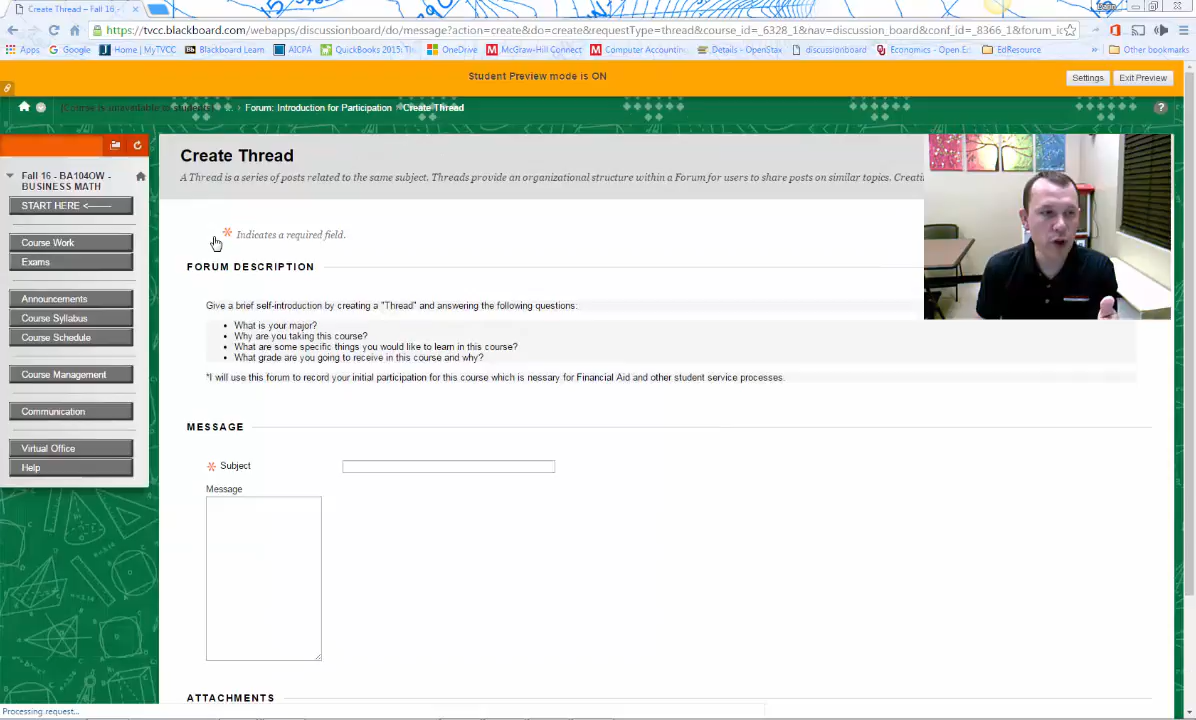 Create Thread – Fall 16 -
https://tvcc.blackboard.com/webapps/discussionboard/do/message?action=create&do=create&requestType=thread&course_id=_6328_1&nav=discussion_board&conf_id=_8366_1&forum_ic
Apps Google Home | MyTVCC Blackboard Learn AICPA QuickBooks 2015: OneDrive McGraw-Hill Connect Computer Accounting Details - OpenStax discussionboard Economics - Open E EdResource » Other bookmarks
Student Preview mode is ON
Settings Exit Preview
(Course is unavailable to students) ... Forum: Introduction for Participation Create Thread ?
Create Thread
A Thread is a series of posts related to the same subject. Threads provide an organizational structure within a Forum for users to share posts on similar topics. Creati
Fall 16 - BA104OW -
BUSINESS MATH
START HERE <-------
Course Work
Exams
Announcements
Course Syllabus
Course Schedule
Course Management
Communication
Virtual Office
Help
* Indicates a required field.
FORUM DESCRIPTION
Give a brief self-introduction by creating a "Thread" and answering the following questions:
• What is your major?
• Why are you taking this course?
• What are some specific things you would like to learn in this course?
• What grade are you going to receive in this course and why?
*I will use this forum to record your initial participation for this course which is nessary for Financial Aid and other student service processes.
MESSAGE
* Subject
Message
ATTACHMENTS
Processing request...